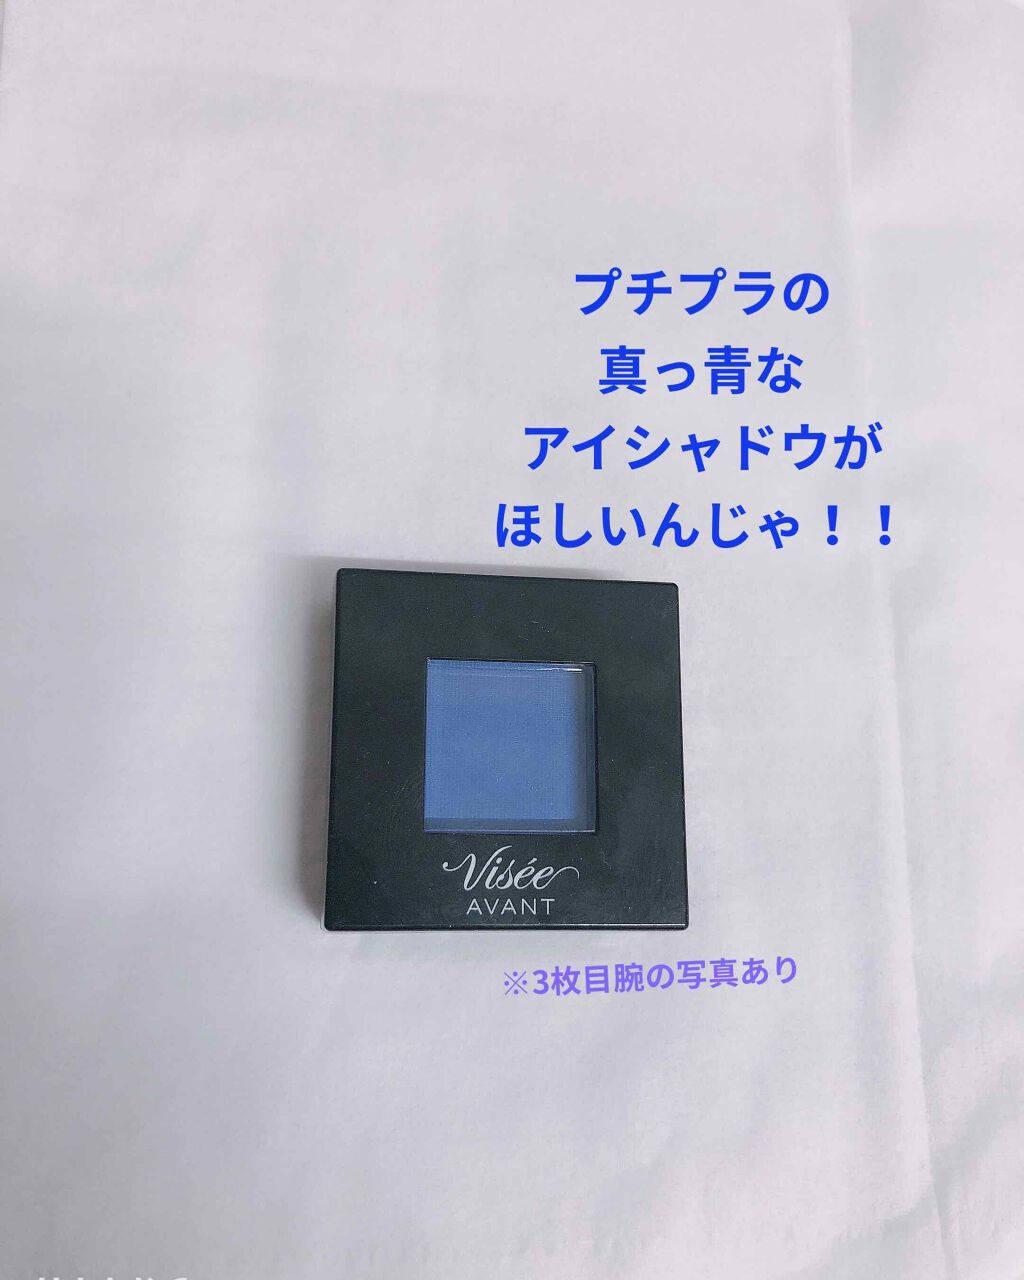 プチプラの
真っ青な
アイシャドウが
ほしいんじゃ！！
Visée
AVANT
※3枚目腕の写真あり